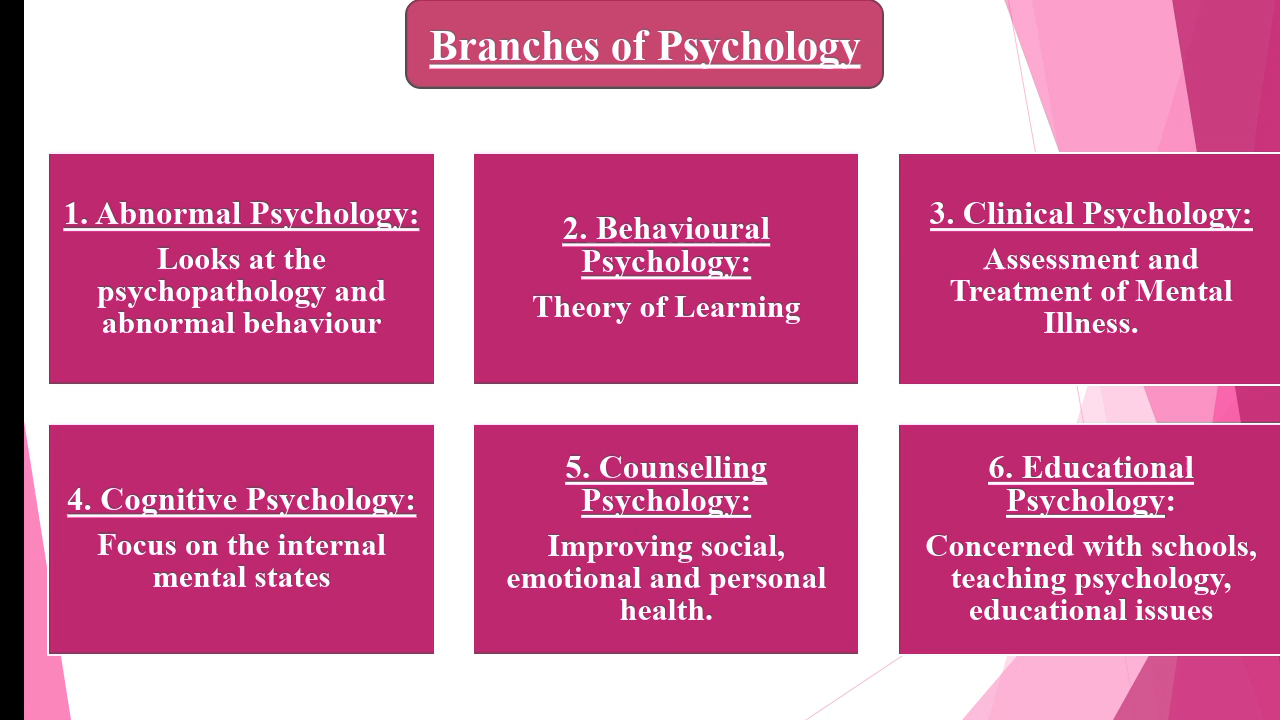 Branches of Psychology
1. Abnormal Psychology:
Looks at the
psychopathology and
abnormal behaviour
2. Behavioural
Psychology:
Theory of Learning
3. Clinical Psychology:
Assessment and
Treatment of Mental
Illness.
4. Cognitive Psychology:
Focus on the internal
mental states
5. Counselling
Psychology:
Improving social,
emotional and personal
health.
6. Educational
Psychology:
Concerned with schools,
teaching psychology,
educational issues